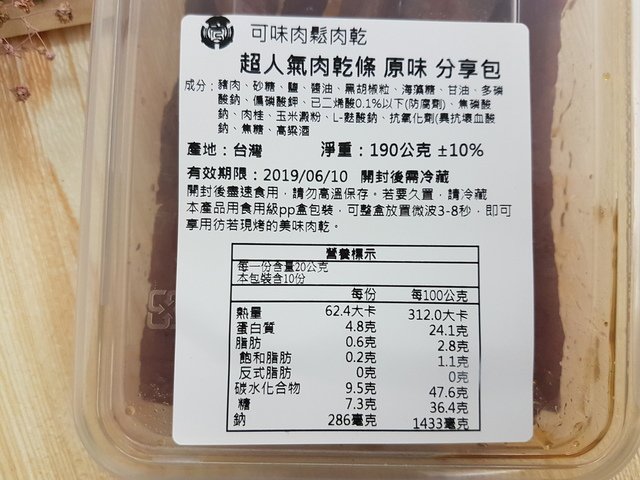 可味肉鬆肉乾
超人氣肉乾條 原味 分享包
成分：豬肉、砂糖、鹽、醬油、黑胡椒粒、海藻糖、甘油、多磷
酸鈉、偏磷酸鉀、己二烯酸0.1%以下(防腐劑)、焦磷酸
鈉、肉桂、玉米澱粉、L-麩酸鈉、抗氧化劑(異抗壞血酸
鈉、焦糖、高粱酒
產地：台灣 淨重：190公克 ±10%
有效期限：2019/06/10 開封後需冷藏
開封後盡速食用，請勿高溫保存。若要久置，請冷藏
本產品用食用級pp盒包裝，可整盒放置微波3-8秒，即可
享用彷若現烤的美味肉乾。
營養標示
每一份含量20公克
本包裝含10份
每份 每100公克
熱量 62.4大卡 312.0大卡
蛋白質 4.8克 24.1克
脂肪 0.6克 2.8克
飽和脂肪 0.2克 1.1克
反式脂肪 0克 0克
碳水化合物 9.5克 47.6克
糖 7.3克 36.4克
鈉 286毫克 1433毫克